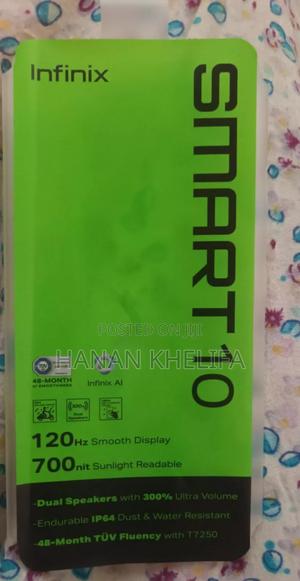 Infinix
SMART 10
POSTED ON JIJI
HANAN KHELIFA
48-MONTH
Infinix AI
120Hz Smooth Display
700nit Sunlight Readable
-Dual Speakers with 300% Ultra Volume
-Endurable IP64 Dust & Water Resistant
-48-Month TÜV Fluency with T7250